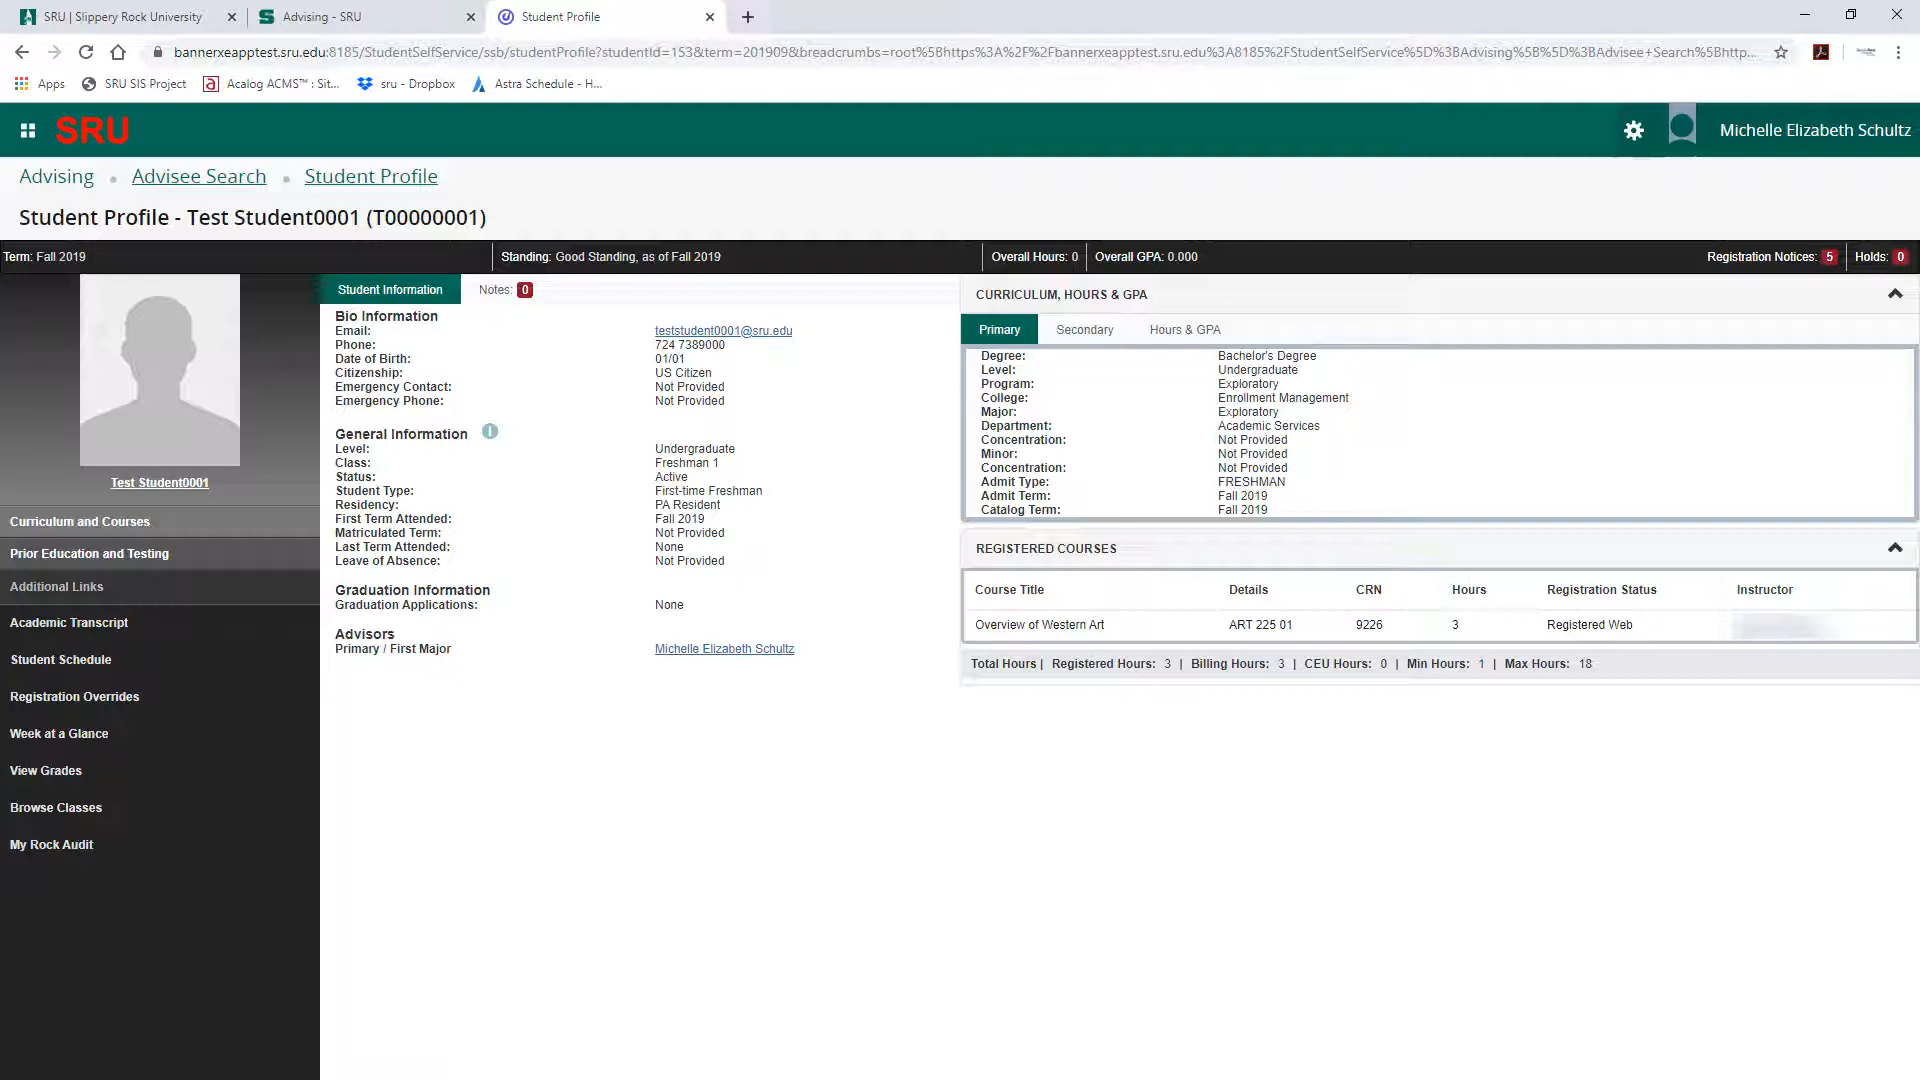 SRU | Slippery Rock University
Advising - SRU
Student Profile
bannerxeapptest.sru.edu:8185/StudentSelfService/ssb/studentProfile?studentId=153&term=201909&breadcrumbs=root%5Bhttps%3A%2F%2Fbannerxeapptest.sru.edu%3A8185%2FStudentSelfService%5D%3BAdvising%5B%5D%3BAdvisee+Search%5Bhttp...
Apps
SRU SIS Project
Acalog ACMS™ : Sit...
sru - Dropbox
Astra Schedule - H...
SRU
Michelle Elizabeth Schultz
Advising
Advisee Search
Student Profile
Student Profile - Test Student0001 (T00000001)
Term: Fall 2019
Standing: Good Standing, as of Fall 2019
Overall Hours: 0
Overall GPA: 0.000
Registration Notices: 5
Holds: 0
Test Student0001
Curriculum and Courses
Prior Education and Testing
Additional Links
Academic Transcript
Student Schedule
Registration Overrides
Week at a Glance
View Grades
Browse Classes
My Rock Audit
Student Information
Notes: 0
Bio Information
Email: teststudent0001@sru.edu
Phone: 724 7389000
Date of Birth: 01/01
Citizenship: US Citizen
Emergency Contact: Not Provided
Emergency Phone: Not Provided
General Information
Level: Undergraduate
Class: Freshman 1
Status: Active
Student Type: First-time Freshman
Residency: PA Resident
First Term Attended: Fall 2019
Matriculated Term: Not Provided
Last Term Attended: None
Leave of Absence: Not Provided
Graduation Information
Graduation Applications: None
Advisors
Primary / First Major Michelle Elizabeth Schultz
CURRICULUM, HOURS & GPA
Primary
Secondary
Hours & GPA
Degree: Bachelor's Degree
Level: Undergraduate
Program: Exploratory
College: Enrollment Management
Major: Exploratory
Department: Academic Services
Concentration: Not Provided
Minor: Not Provided
Concentration: Not Provided
Admit Type: FRESHMAN
Admit Term: Fall 2019
Catalog Term: Fall 2019
REGISTERED COURSES
Course Title Details CRN Hours Registration Status Instructor
Overview of Western Art ART 225 01 9226 3 Registered Web
Total Hours | Registered Hours: 3 | Billing Hours: 3 | CEU Hours: 0 | Min Hours: 1 | Max Hours: 18